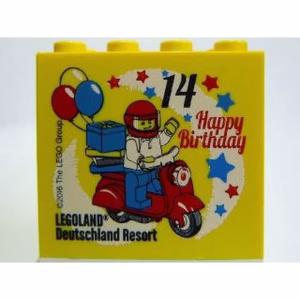 14
Happy
Birthday
©2016 The LEGO Group.
LEGOLAND®
Deutschland Resort